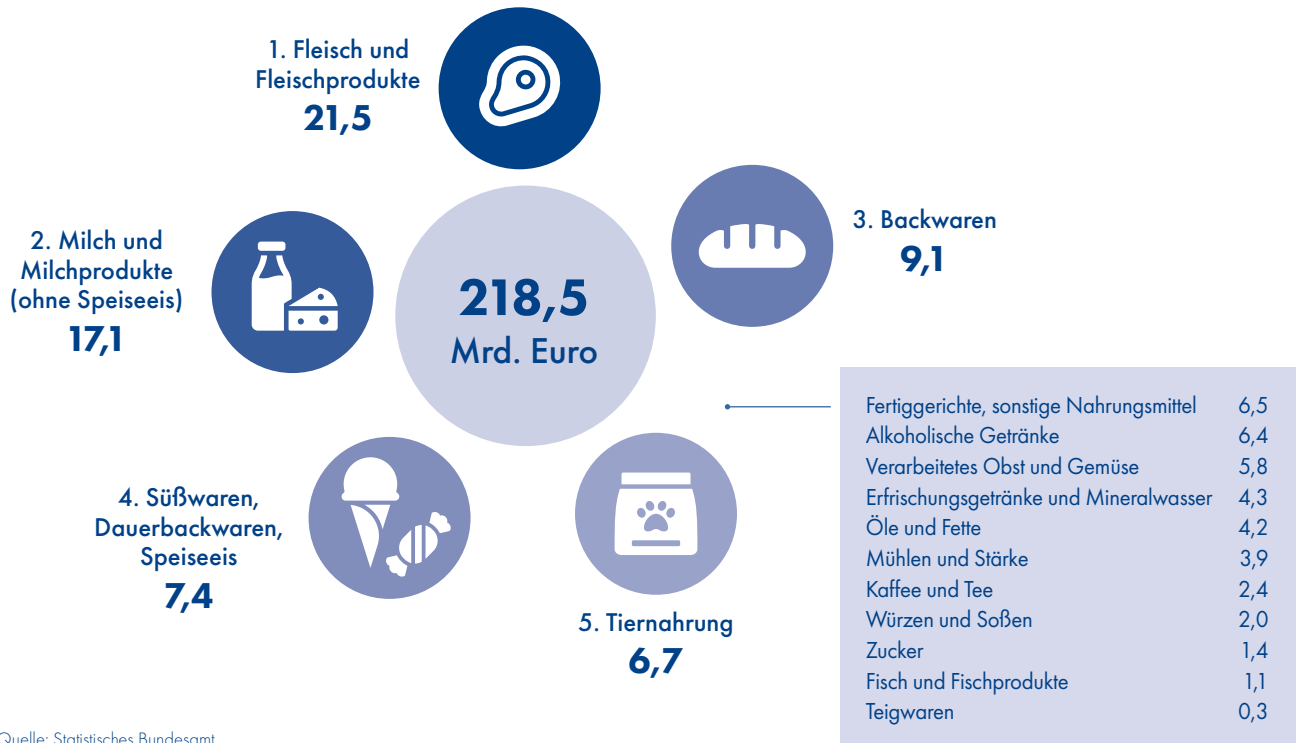 1. Fleisch und
Fleischprodukte
21,5
2. Milch und
Milchprodukte
(ohne Speiseeis)
17,1
218,5
Mrd. Euro
3. Backwaren
9,1
4. Süßwaren,
Dauerbackwaren,
Speiseeis
7,4
5. Tiernahrung
6,7
Fertiggerichte, sonstige Nahrungsmittel 6,5
Alkoholische Getränke 6,4
Verarbeitetes Obst und Gemüse 5,8
Erfrischungsgetränke und Mineralwasser 4,3
Öle und Fette 4,2
Mühlen und Stärke 3,9
Kaffee und Tee 2,4
Würzen und Soßen 2,0
Zucker 1,4
Fisch und Fischprodukte 1,1
Teigwaren 0,3
Quelle: Statistisches Bundesamt